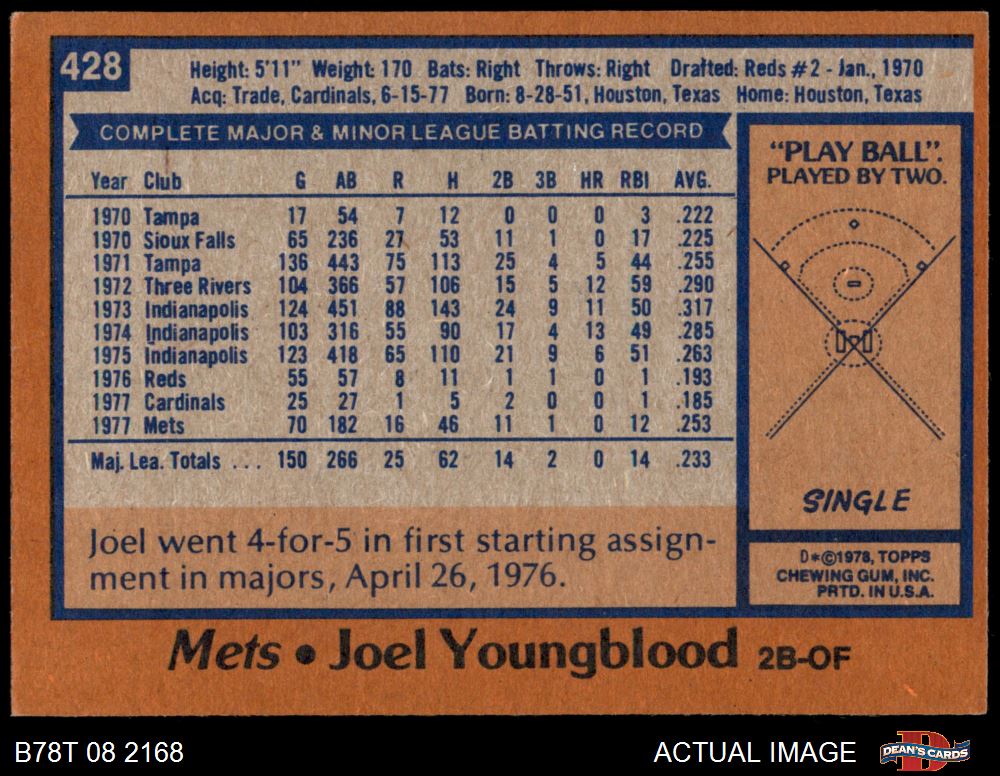 428
Height: 5'11" Weight: 170 Bats: Right Throws: Right Drafted: Reds #2 - Jan., 1970
Acq: Trade, Cardinals, 6-15-77 Born: 8-28-51, Houston, Texas Home: Houston, Texas
COMPLETE MAJOR & MINOR LEAGUE BATTING RECORD
Year Club G AB R H 2B 3B HR RBI AVG.
1970 Tampa 17 54 7 12 0 0 0 3 .222
1970 Sioux Falls 65 236 27 53 11 1 0 17 .225
1971 Tampa 136 443 75 113 25 4 5 44 .255
1972 Three Rivers 104 366 57 106 15 5 12 59 .290
1973 Indianapolis 124 451 88 143 24 9 11 50 .317
1974 Indianapolis 103 316 55 90 17 4 13 49 .285
1975 Indianapolis 123 418 65 110 21 9 6 51 .263
1976 Reds 55 57 8 11 1 1 0 1 .193
1977 Cardinals 25 27 1 5 2 0 0 1 .185
1977 Mets 70 182 16 46 11 1 0 12 .253
Maj. Lea. Totals ... 150 266 25 62 14 2 0 14 .233
Joel went 4-for-5 in first starting assign-
ment in majors, April 26, 1976.
"PLAY BALL".
PLAYED BY TWO.
SINGLE
D*©1978, TOPPS
CHEWING GUM, INC.
PRTD. IN U.S.A.
Mets • Joel Youngblood 2B-OF
B78T 08 2168
ACTUAL IMAGE
DEAN'S CARDS